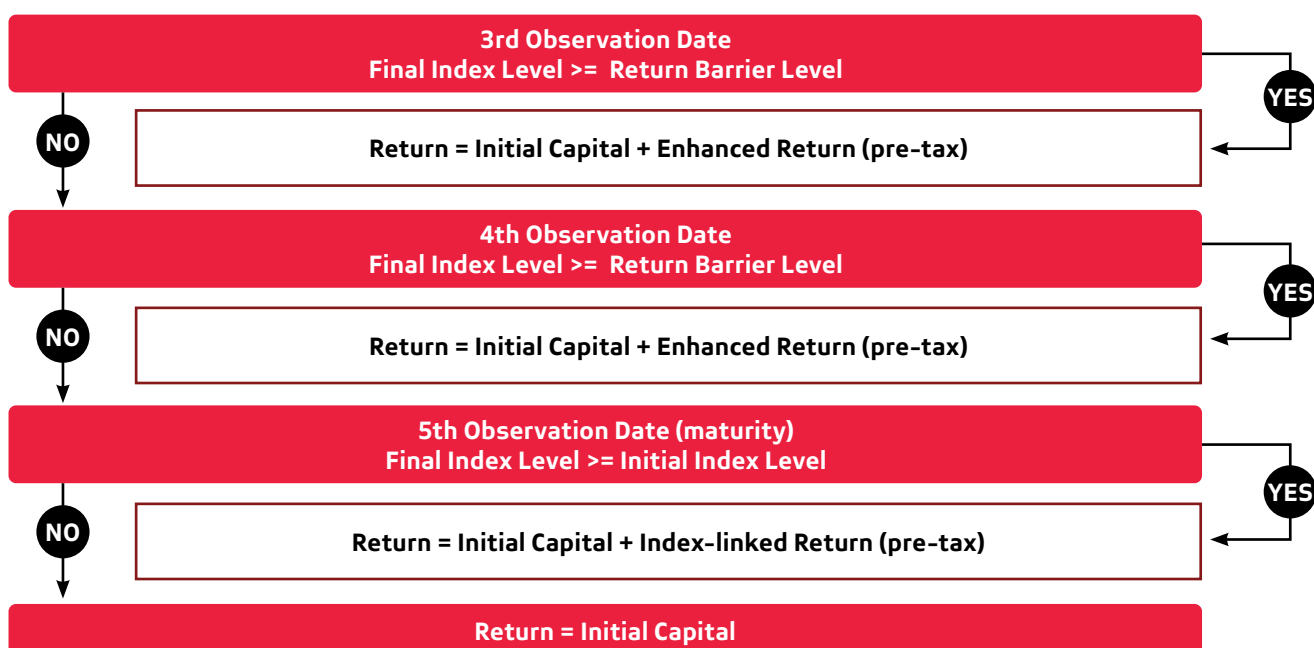 3rd Observation Date
Final Index Level >= Return Barrier Level
YES
NO
Return = Initial Capital + Enhanced Return (pre-tax)
4th Observation Date
Final Index Level >= Return Barrier Level
YES
NO
Return = Initial Capital + Enhanced Return (pre-tax)
5th Observation Date (maturity)
Final Index Level >= Initial Index Level
YES
NO
Return = Initial Capital + Index-linked Return (pre-tax)
Return = Initial Capital